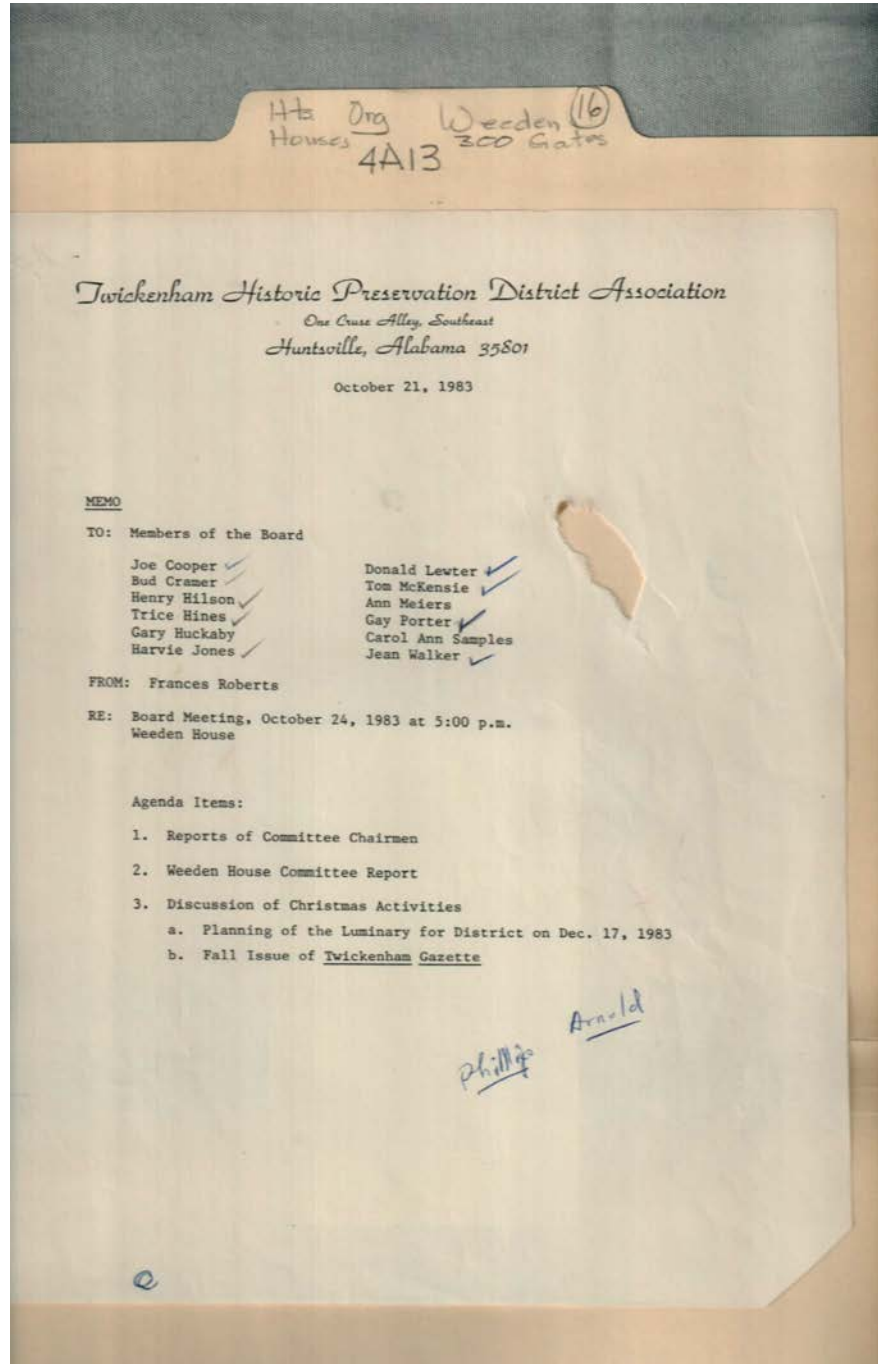 Hts Org Weeden 16
Houses 300 Gates
4A13
Twickenham Historic Preservation District Association
One Cruse Alley, Southeast
Huntsville, Alabama 35801
October 21, 1983
MEMO
TO: Members of the Board
Joe Cooper ✓
Bud Cramer ✓
Henry Hilson ✓
Trice Hines ✓
Gary Huckaby
Harvie Jones ✓
Donald Lewter ✓
Tom McKensie ✓
Ann Meiers
Gay Porter ✓
Carol Ann Samples
Jean Walker ✓
FROM: Frances Roberts
RE: Board Meeting, October 24, 1983 at 5:00 p.m.
Weeden House
Agenda Items:
1. Reports of Committee Chairmen
2. Weeden House Committee Report
3. Discussion of Christmas Activities
a. Planning of the Luminary for District on Dec. 17, 1983
b. Fall Issue of Twickenham Gazette
Arnold
Phillips